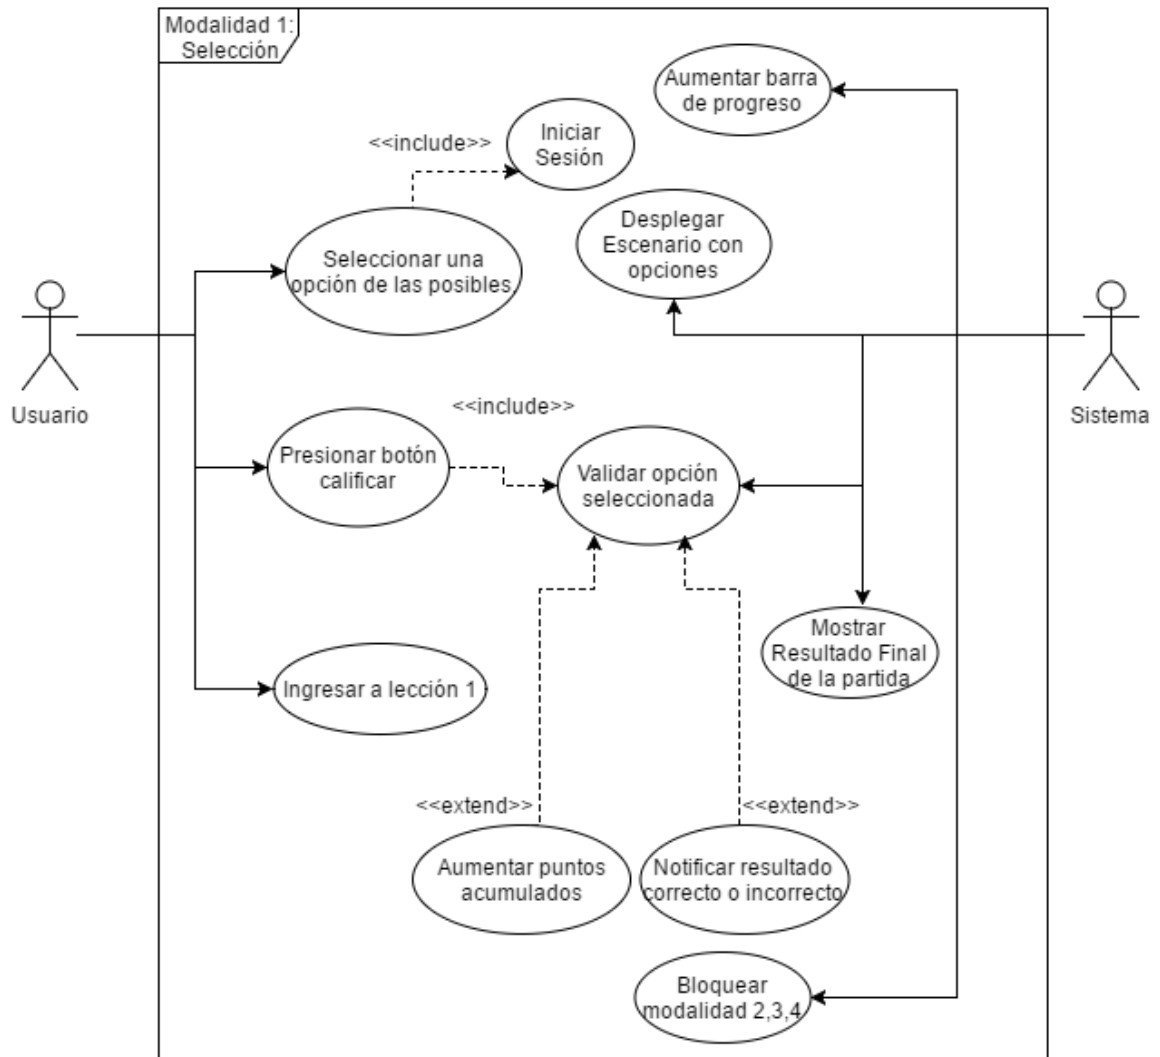 Modalidad 1:
Selección
Aumentar barra
de progreso
<<include>>
Iniciar
Sesión
Desplegar
Escenario con
opciones
Seleccionar una
opción de las posibles.
Usuario
Sistema
<<include>>
Presionar botón
calificar
Validar opción
seleccionada
Mostrar
Resultado Final
de la partida
Ingresar a lección 1
<<extend>>
<<extend>>
Aumentar puntos
acumulados
Notificar resultado
correcto o incorrecto
Bloquear
modalidad 2,3,4